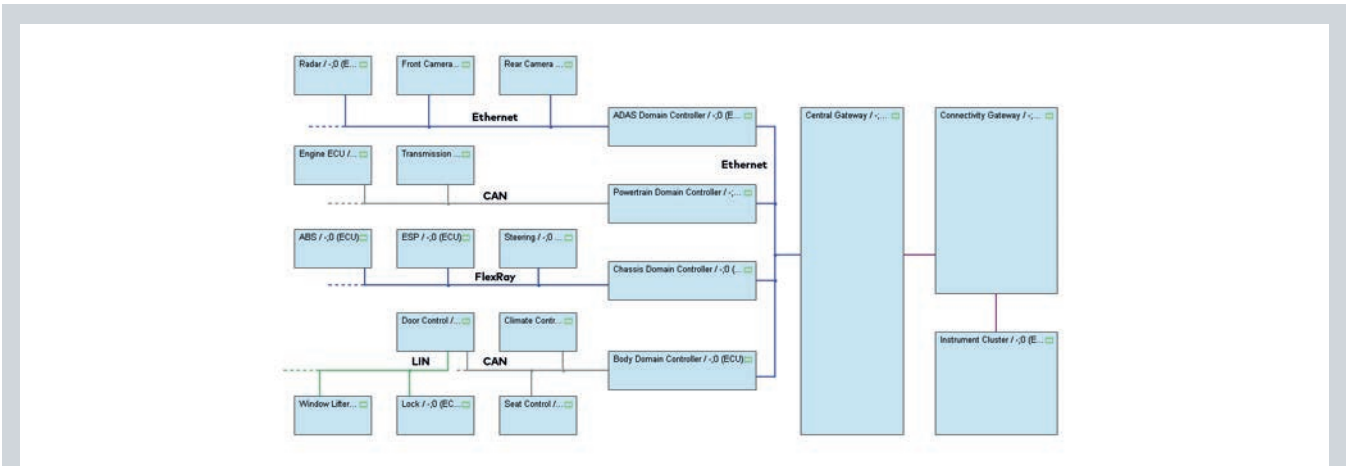 Radar / -;0 (E...
Front Camera...
Rear Camera ...
Ethernet
ADAS Domain Controller / -;0 (E...
Central Gateway / -;...
Connectivity Gateway / -;...
Engine ECU /...
Transmission ...
Ethernet
CAN
Powertrain Domain Controller / -;...
ABS / -;0 (ECU)
ESP / -;0 (ECU)
Steering / -;0 ...
FlexRay
Chassis Domain Controller / -;0 (...
Door Control /...
Climate Contr...
LIN
CAN
Body Domain Controller / -;0 (ECU)
Instrument Cluster / -;0 (E...
Window Lifter...
Lock / -;0 (EC...
Seat Control /...